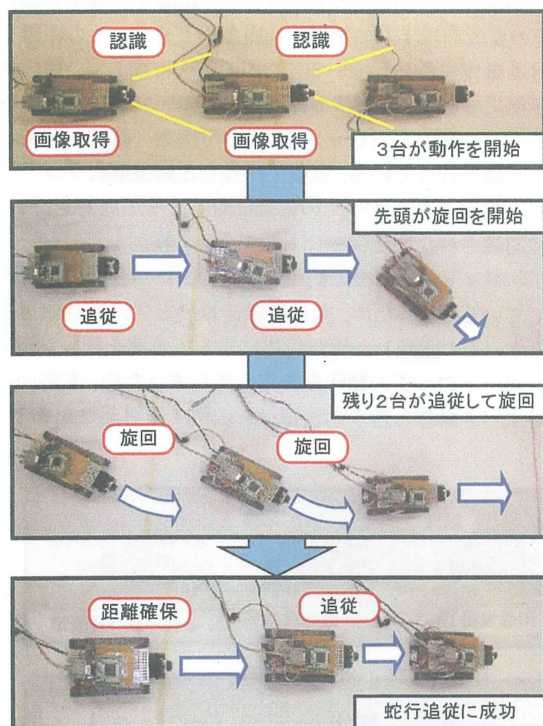 認識
認識
画像取得
画像取得
3台が動作を開始
先頭が旋回を開始
追従
追従
残り2台が追従して旋回
旋回
旋回
距離確保
追従
蛇行追従に成功